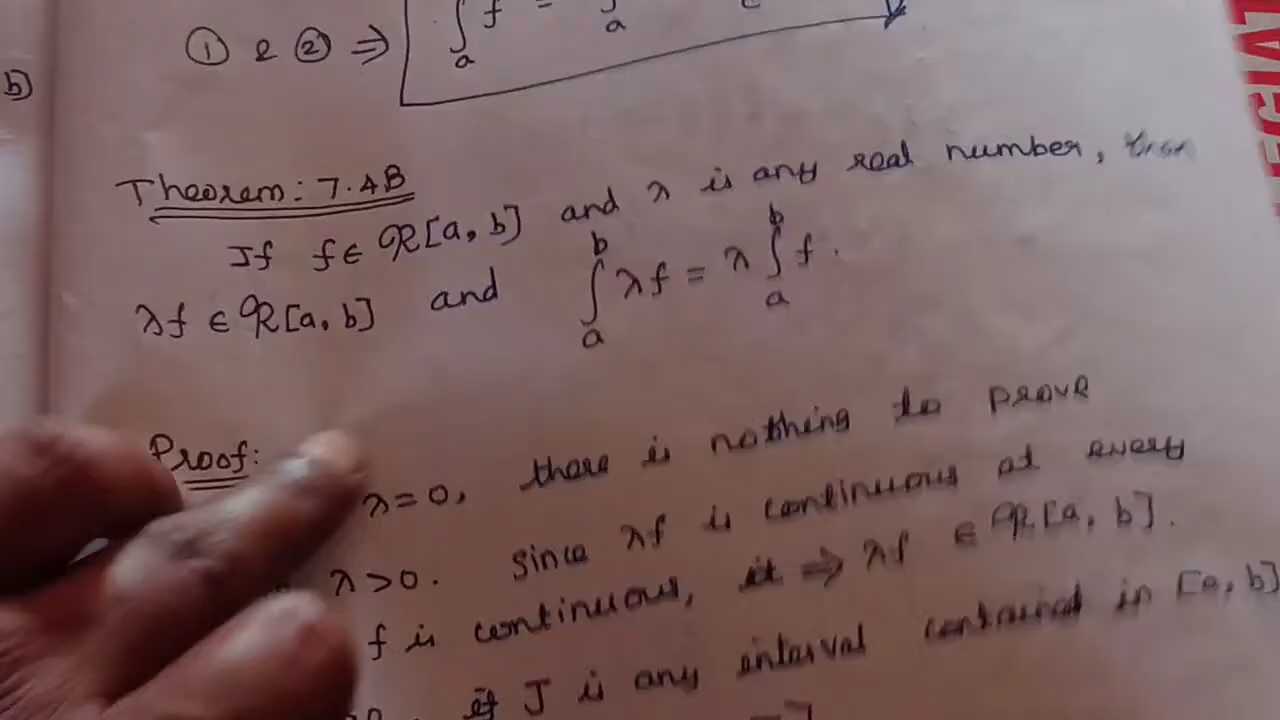 b)
① & ② ⇒ ∫ₐ f = ∫ₐ
Theorem: 7.4B
If f ∈ ℛ[a, b] and λ is any real number, then
λf ∈ ℛ[a, b] and ∫ₐᵇ λf = λ ∫ₐᵇ f.
Proof:
λ=0, there is nothing to prove
λ>0. Since λf is continuous at every
f is continuous, it ⇒ λf ∈ ℛ[a, b].
if J is any interval contained in [a, b]